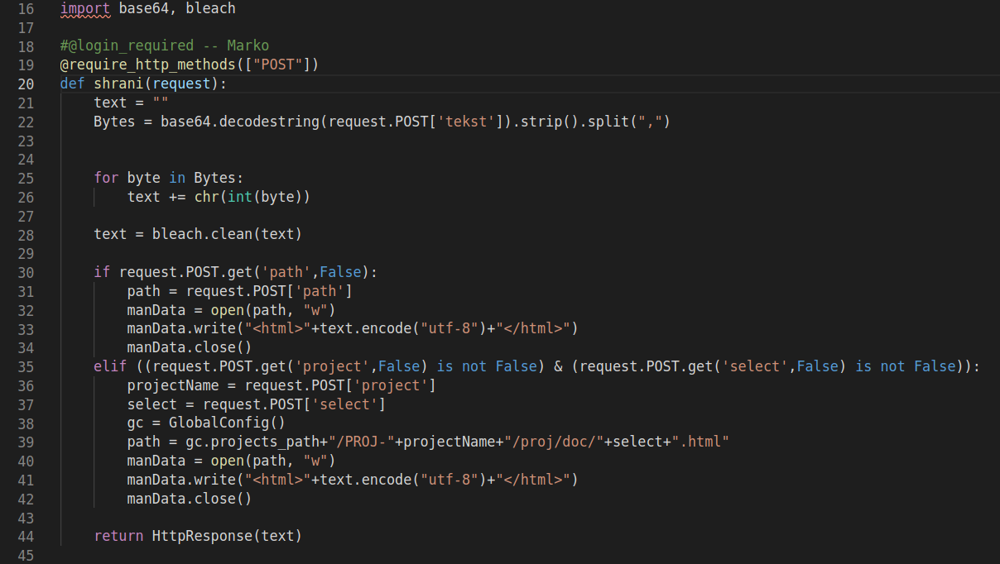 16 import base64, bleach
17
18 #@login_required -- Marko
19 @require_http_methods(["POST"])
20 def shrani(request):
21     text = ""
22     Bytes = base64.decodestring(request.POST['tekst']).strip().split(",")
23
24
25     for byte in Bytes:
26         text += chr(int(byte))
27
28     text = bleach.clean(text)
29
30     if request.POST.get('path',False):
31         path = request.POST['path']
32         manData = open(path, "w")
33         manData.write("<html>"+text.encode("utf-8")+"</html>")
34         manData.close()
35     elif ((request.POST.get('project',False) is not False) & (request.POST.get('select',False) is not False)):
36         projectName = request.POST['project']
37         select = request.POST['select']
38         gc = GlobalConfig()
39         path = gc.projects_path+"/PROJ-"+projectName+"/proj/doc/"+select+".html"
40         manData = open(path, "w")
41         manData.write("<html>"+text.encode("utf-8")+"</html>")
42         manData.close()
43
44     return HttpResponse(text)
45